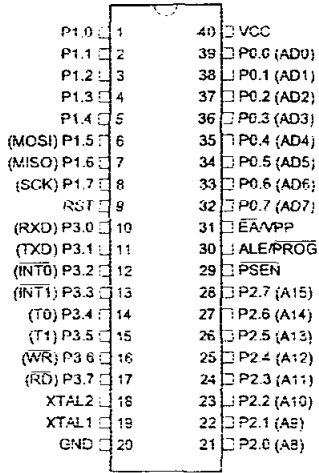 P1.0 1 40 VCC
P1.1 2 39 P0.0 (AD0)
P1.2 3 38 P0.1 (AD1)
P1.3 4 37 P0.2 (AD2)
P1.4 5 36 P0.3 (AD3)
(MOSI) P1.5 6 35 P0.4 (AD4)
(MISO) P1.6 7 34 P0.5 (AD5)
(SCK) P1.7 8 33 P0.6 (AD6)
RST 9 32 P0.7 (AD7)
(RXD) P3.0 10 31 E̅A̅/VPP
(TXD) P3.1 11 30 ALE/P̅R̅O̅G̅
(I̅N̅T̅0̅) P3.2 12 29 P̅S̅E̅N̅
(I̅N̅T̅1̅) P3.3 13 28 P2.7 (A15)
(T0) P3.4 14 27 P2.6 (A14)
(T1) P3.5 15 26 P2.5 (A13)
(W̅R̅) P3.6 16 25 P2.4 (A12)
(R̅D̅) P3.7 17 24 P2.3 (A11)
XTAL2 18 23 P2.2 (A10)
XTAL1 19 22 P2.1 (A9)
GND 20 21 P2.0 (A8)